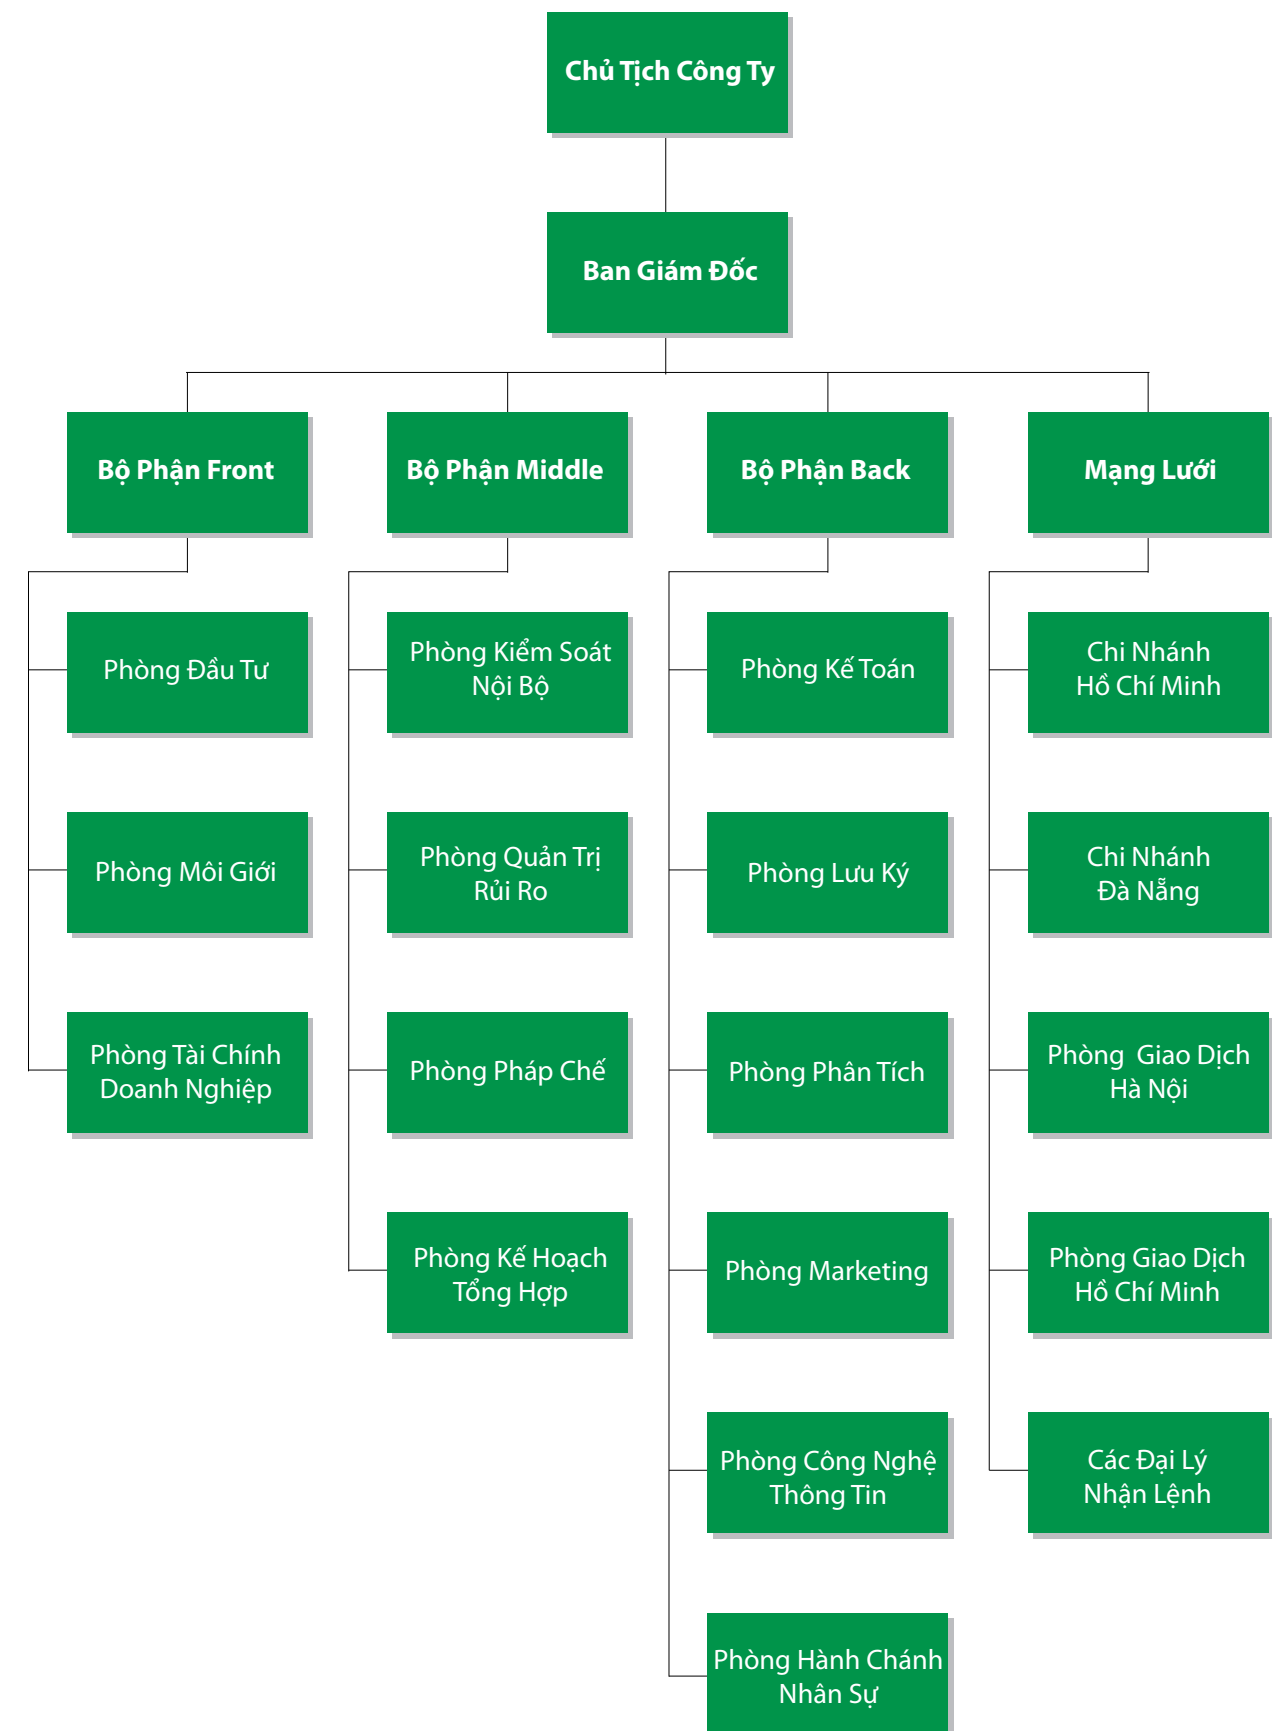 Chủ Tịch Công Ty
Ban Giám Đốc
Bộ Phận Front
Bộ Phận Middle
Bộ Phận Back
Mạng Lưới
Phòng Đầu Tư
Phòng Kiểm Soát
Nội Bộ
Phòng Kế Toán
Chi Nhánh
Hồ Chí Minh
Phòng Môi Giới
Phòng Quản Trị
Rủi Ro
Phòng Lưu Ký
Chi Nhánh
Đà Nẵng
Phòng Tài Chính
Doanh Nghiệp
Phòng Pháp Chế
Phòng Phân Tích
Phòng Giao Dịch
Hà Nội
Phòng Kế Hoạch
Tổng Hợp
Phòng Marketing
Phòng Giao Dịch
Hồ Chí Minh
Phòng Công Nghệ
Thông Tin
Các Đại Lý
Nhận Lệnh
Phòng Hành Chánh
Nhân Sự